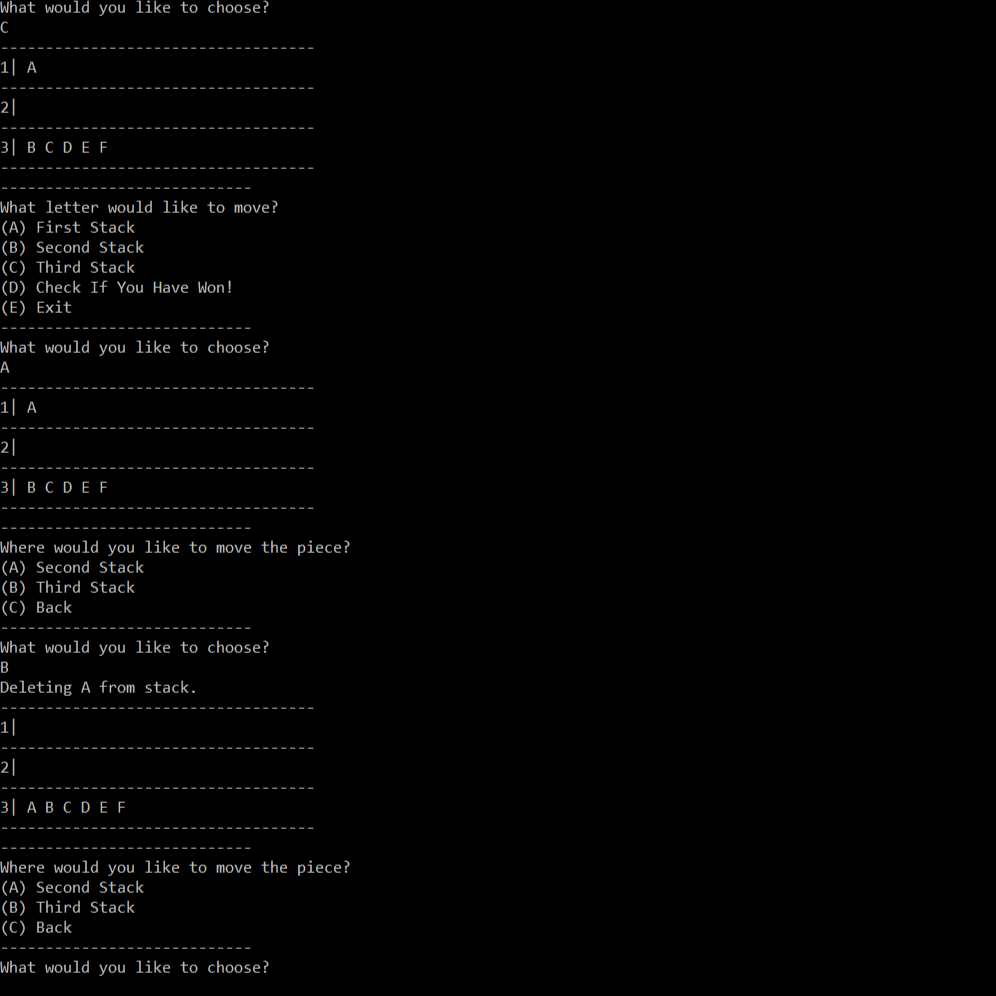 What would you like to choose?
C
-----------------------------------
1| A
-----------------------------------
2|
-----------------------------------
3| B C D E F
-----------------------------------
----------------------------
What letter would like to move?
(A) First Stack
(B) Second Stack
(C) Third Stack
(D) Check If You Have Won!
(E) Exit
----------------------------
What would you like to choose?
A
-----------------------------------
1| A
-----------------------------------
2|
-----------------------------------
3| B C D E F
-----------------------------------
----------------------------
Where would you like to move the piece?
(A) Second Stack
(B) Third Stack
(C) Back
----------------------------
What would you like to choose?
B
Deleting A from stack.
-----------------------------------
1|
-----------------------------------
2|
-----------------------------------
3| A B C D E F
-----------------------------------
----------------------------
Where would you like to move the piece?
(A) Second Stack
(B) Third Stack
(C) Back
----------------------------
What would you like to choose?